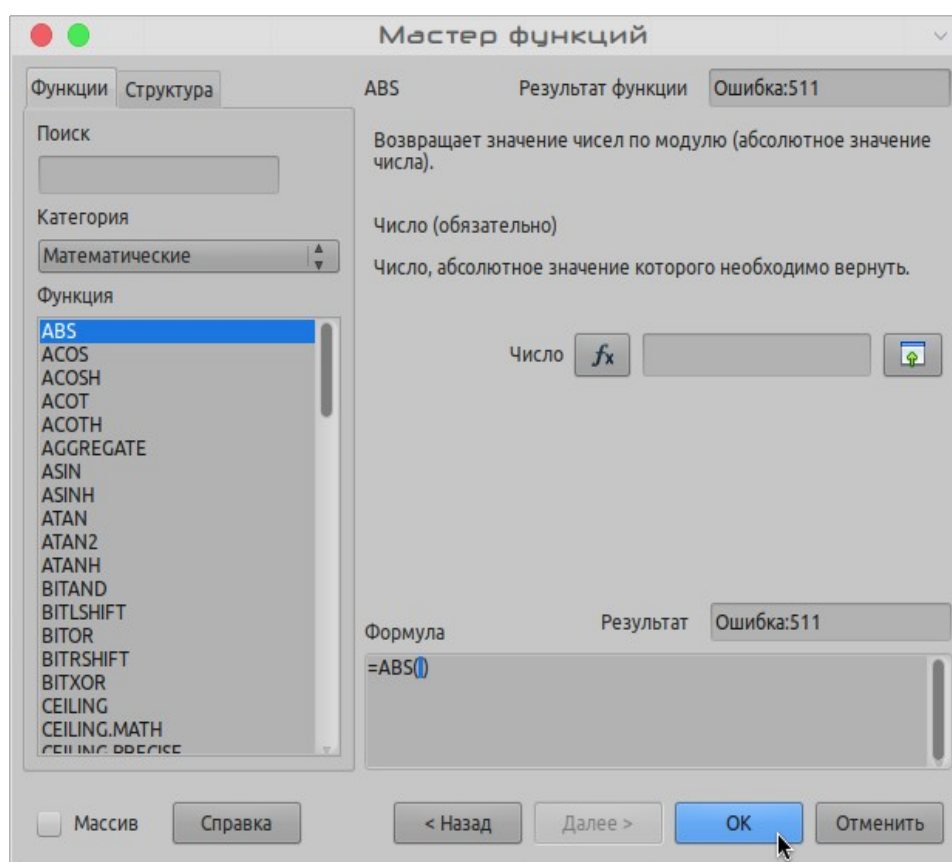 Мастер функций
Функции Структура
Поиск
Категория
Математические
Функция
ABS
ACOS
ACOSH
ACOT
ACOTH
AGGREGATE
ASIN
ASINH
ATAN
ATAN2
ATANH
BITAND
BITLSHIFT
BITOR
BITRSHIFT
BITXOR
CEILING
CEILING.MATH
CEILING.PRECISE
ABS Результат функции Ошибка:511
Возвращает значение чисел по модулю (абсолютное значение
числа).
Число (обязательно)
Число, абсолютное значение которого необходимо вернуть.
Число fx
Формула Результат Ошибка:511
=ABS()
Массив Справка < Назад Далее > OK Отменить